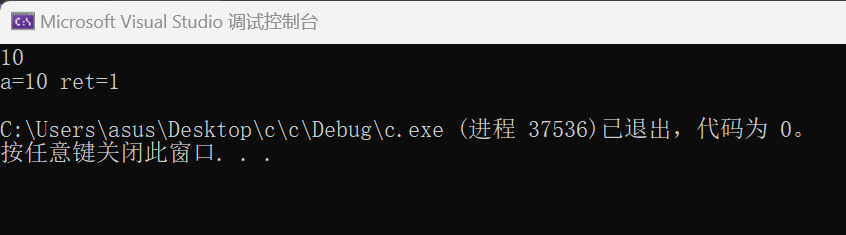 Microsoft Visual Studio 调试控制台
10
a=10 ret=1
C:\Users\asus\Desktop\c\c\Debug\c.exe (进程 37536)已退出，代码为 0。
按任意键关闭此窗口. . .